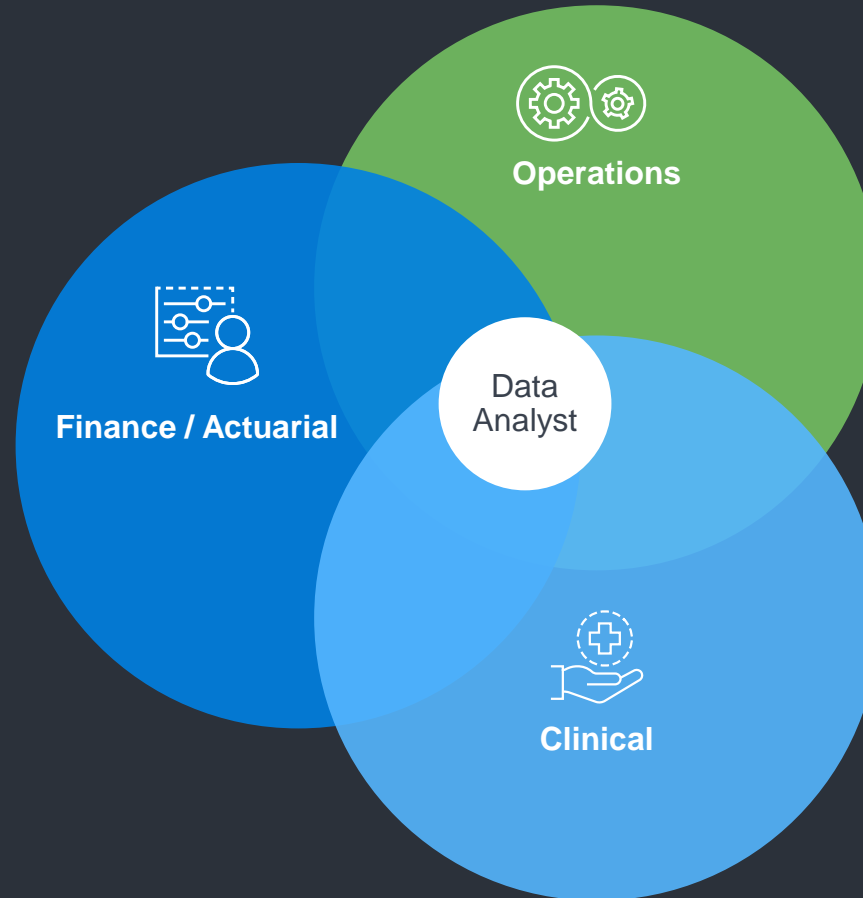 Operations
Finance / Actuarial
Data
Analyst
Clinical